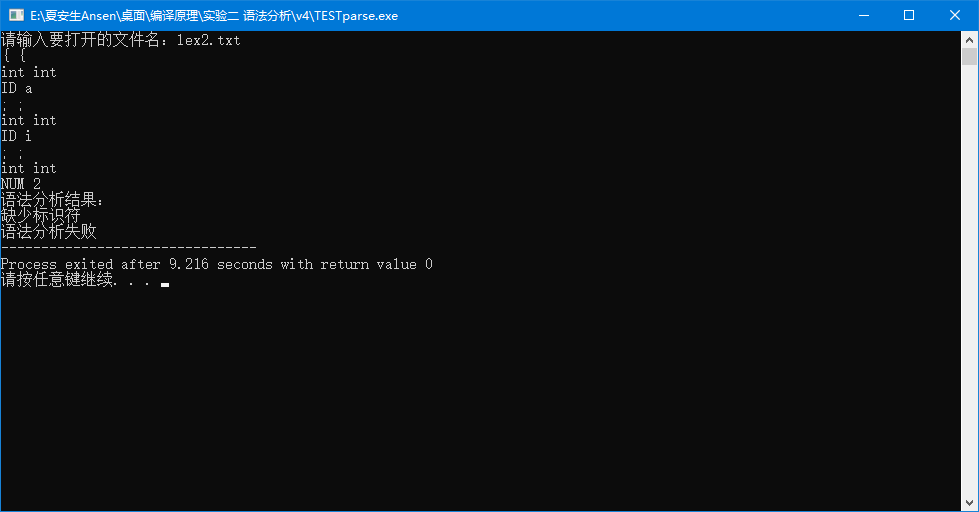 E:\夏安生Ansen\桌面\编译原理\实验二 语法分析\v4\TESTparse.exe
请输入要打开的文件名：lex2.txt
{ {
int int
ID a
; ;
int int
ID i
; ;
int int
NUM 2
语法分析结果：
缺少标识符
语法分析失败
--------------------------------
Process exited after 9.216 seconds with return value 0
请按任意键继续. . .